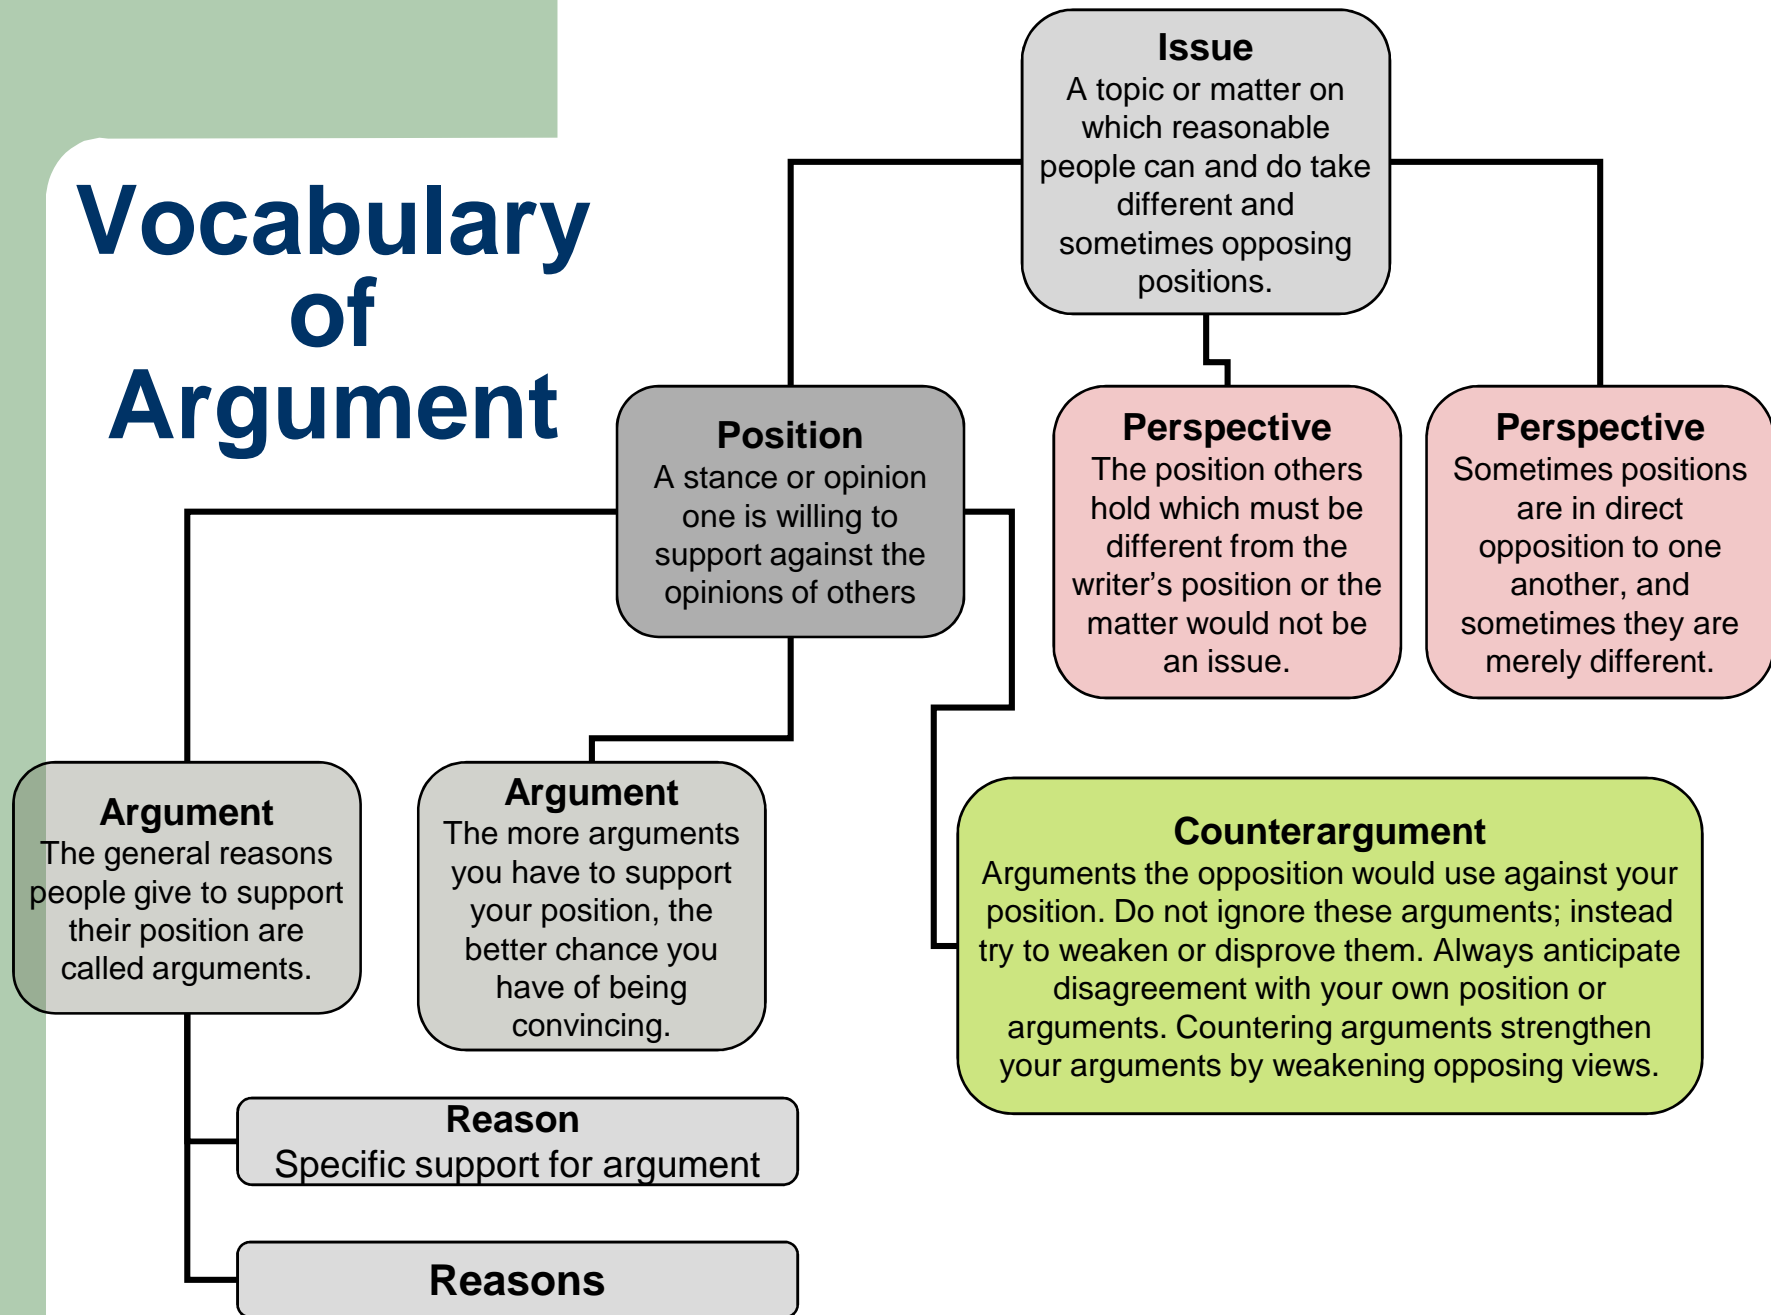 Vocabulary
of
Argument
Issue
A topic or matter on
which reasonable
people can and do take
different and
sometimes opposing
positions.
Position
A stance or opinion
one is willing to
support against the
opinions of others
Perspective
The position others
hold which must be
different from the
writer’s position or the
matter would not be
an issue.
Perspective
Sometimes positions
are in direct
opposition to one
another, and
sometimes they are
merely different.
Argument
The general reasons
people give to support
their position are
called arguments.
Argument
The more arguments
you have to support
your position, the
better chance you
have of being
convincing.
Counterargument
Arguments the opposition would use against your
position. Do not ignore these arguments; instead
try to weaken or disprove them. Always anticipate
disagreement with your own position or
arguments. Countering arguments strengthen
your arguments by weakening opposing views.
Reason
Specific support for argument
Reasons